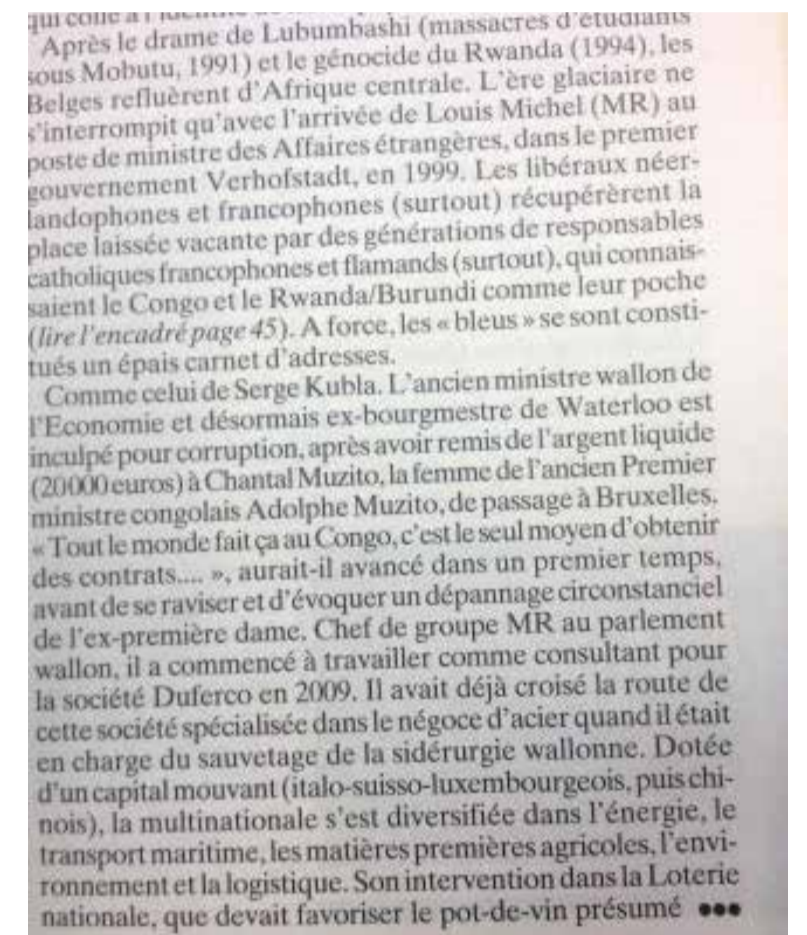 qui colle à l'identité
Après le drame de Lubumbashi (massacres d'étudiants
sous Mobutu, 1991) et le génocide du Rwanda (1994), les
Belges refluèrent d'Afrique centrale. L'ère glaciaire ne
s'interrompit qu'avec l'arrivée de Louis Michel (MR) au
poste de ministre des Affaires étrangères, dans le premier
gouvernement Verhofstadt, en 1999. Les libéraux néer-
landophones et francophones (surtout) récupérèrent la
place laissée vacante par des générations de responsables
catholiques francophones et flamands (surtout), qui connais-
saient le Congo et le Rwanda/Burundi comme leur poche
(lire l'encadré page 45). A force, les « bleus » se sont consti-
tués un épais carnet d'adresses.
Comme celui de Serge Kubla. L'ancien ministre wallon de
l'Economie et désormais ex-bourgmestre de Waterloo est
inculpé pour corruption, après avoir remis de l'argent liquide
(20000 euros) à Chantal Muzito, la femme de l'ancien Premier
ministre congolais Adolphe Muzito, de passage à Bruxelles.
« Tout le monde fait ça au Congo, c'est le seul moyen d'obtenir
des contrats.... », aurait-il avancé dans un premier temps,
avant de se raviser et d'évoquer un dépannage circonstanciel
de l'ex-première dame. Chef de groupe MR au parlement
wallon, il a commencé à travailler comme consultant pour
la société Duferco en 2009. Il avait déjà croisé la route de
cette société spécialisée dans le négoce d'acier quand il était
en charge du sauvetage de la sidérurgie wallonne. Dotée
d'un capital mouvant (italo-suisso-luxembourgeois, puis chi-
nois), la multinationale s'est diversifiée dans l'énergie, le
transport maritime, les matières premières agricoles, l'envi-
ronnement et la logistique. Son intervention dans la Loterie
nationale, que devait favoriser le pot-de-vin présumé ●●●